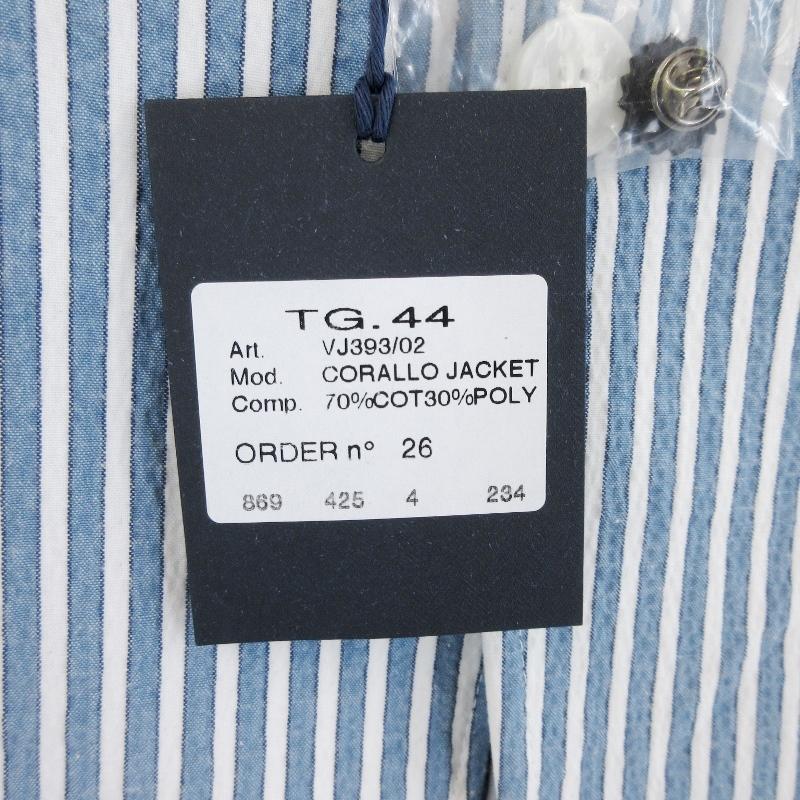 TG.44
Art. VJ393/02
Mod. CORALLO JACKET
Comp. 70%COT30%POLY
ORDER n° 26
869 425 4 234